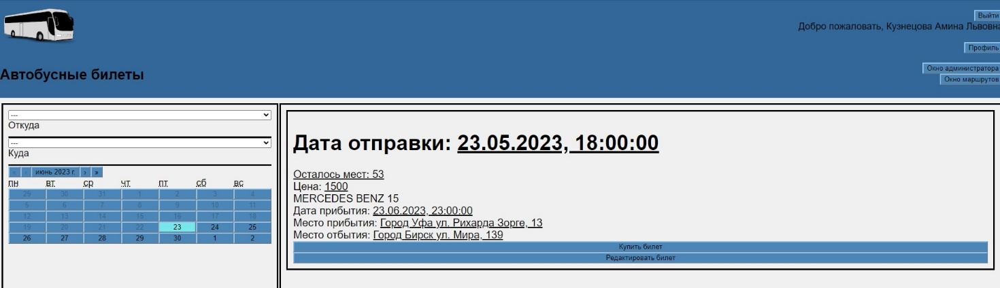 Выйти
Добро пожаловать, Кузнецова Амина Львовна
Профиль
Автобусные билеты
Окно администратора
Окно маршрутов
---
Откуда
---
Куда
« ‹ июнь 2023 г. › »
пн вт ср чт пт сб вс
29 30 31 1 2 3 4
5 6 7 8 9 10 11
12 13 14 15 16 17 18
19 20 21 22 23 24 25
26 27 28 29 30 1 2
Дата отправки: 23.05.2023, 18:00:00
Осталось мест: 53
Цена: 1500
MERCEDES BENZ 15
Дата прибытия: 23.06.2023, 23:00:00
Место прибытия: Город Уфа ул. Рихарда Зорге, 13
Место отбытия: Город Бирск ул. Мира, 139
Купить билет
Редактировать билет